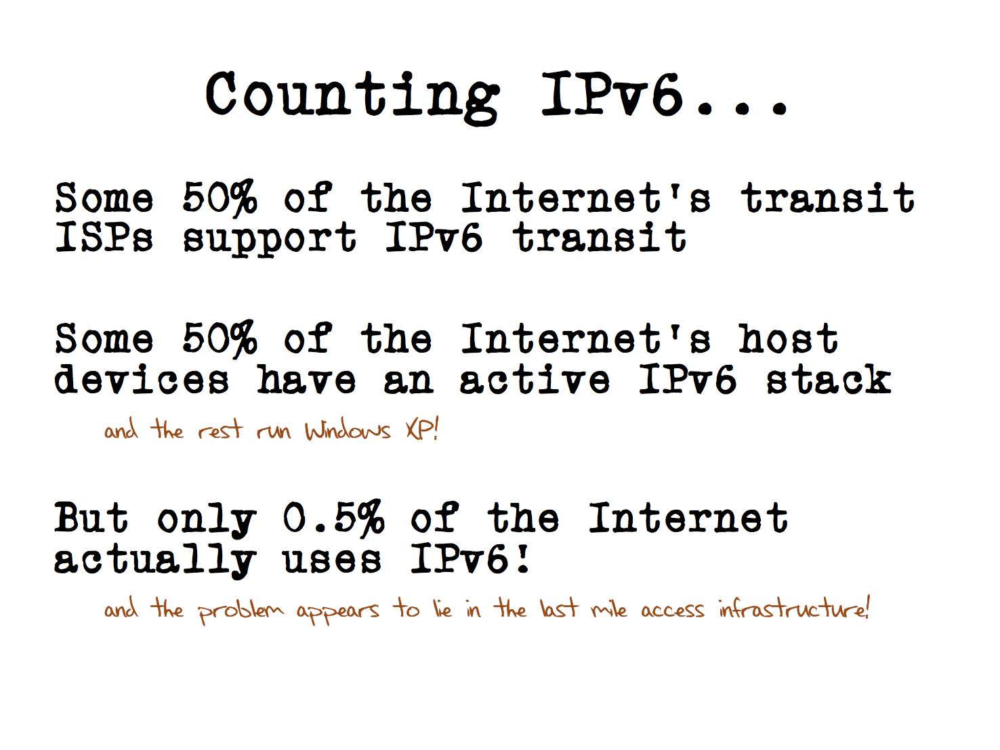 Counting IPv6...
Some 50% of the Internet's transit
ISPs support IPv6 transit
Some 50% of the Internet's host
devices have an active IPv6 stack
and the rest run Windows XP!
But only 0.5% of the Internet
actually uses IPv6!
and the problem appears to lie in the last mile access infrastructure!